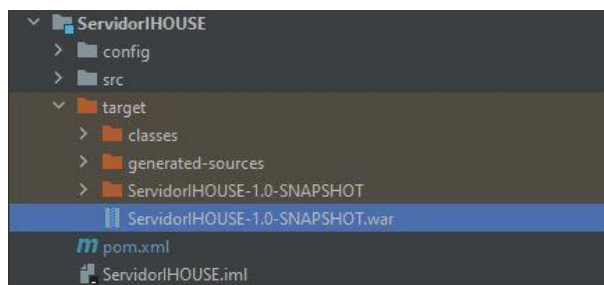 ServidorIHOUSE
config
src
target
classes
generated-sources
ServidorIHOUSE-1.0-SNAPSHOT
ServidorIHOUSE-1.0-SNAPSHOT.war
m pom.xml
ServidorIHOUSE.iml